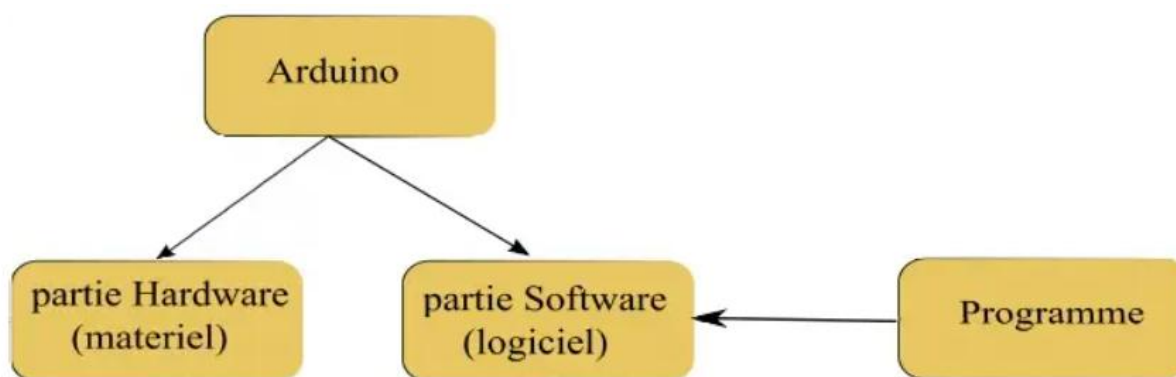 Arduino
partie Hardware
(materiel)
partie Software
(logiciel)
Programme